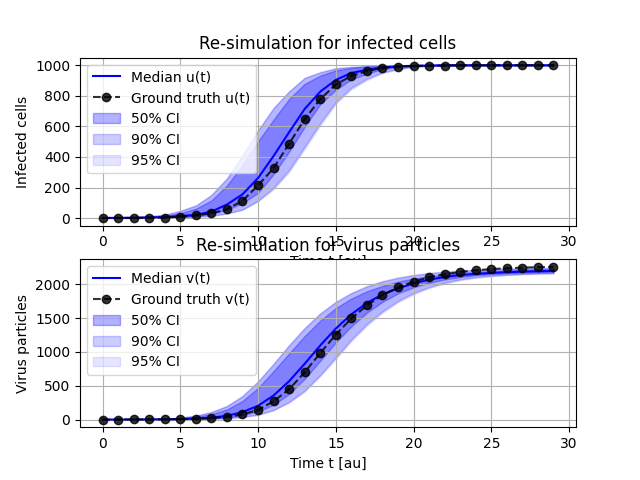 Re-simulation for infected cells
1000
800
600
400
200
0
Infected cells
Median u(t)
Ground truth u(t)
50% CI
90% CI
95% CI
0 5 10 15 20 25 30
Time t [au]
Re-simulation for virus particles
2000
1500
1000
500
0
Virus particles
Median v(t)
Ground truth v(t)
50% CI
90% CI
95% CI
0 5 10 15 20 25 30
Time t [au]